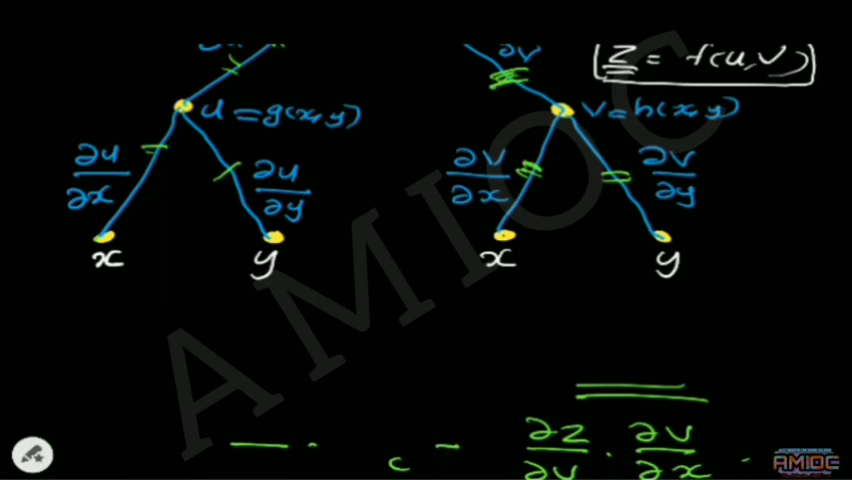 ∂V
Z = f(u,v)
u = g(x,y)
v = h(x,y)
∂u/∂x
∂u/∂y
∂v/∂x
∂v/∂y
x
y
x
y
AMIOC
∂z/∂v · ∂v/∂x
AMIOC